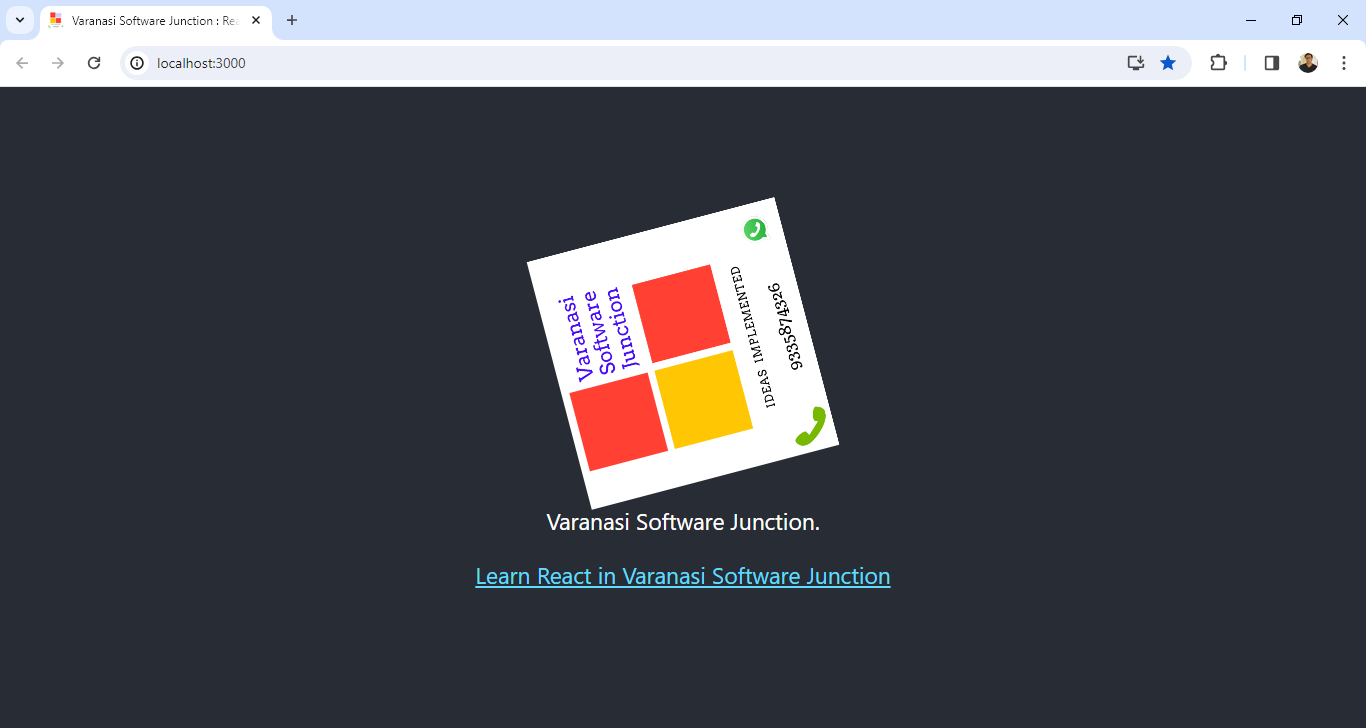 Varanasi Software Junction : Rea
localhost:3000
Varanasi
Software
Junction
IDEAS IMPLEMENTED
9335874326
Varanasi Software Junction.
Learn React in Varanasi Software Junction